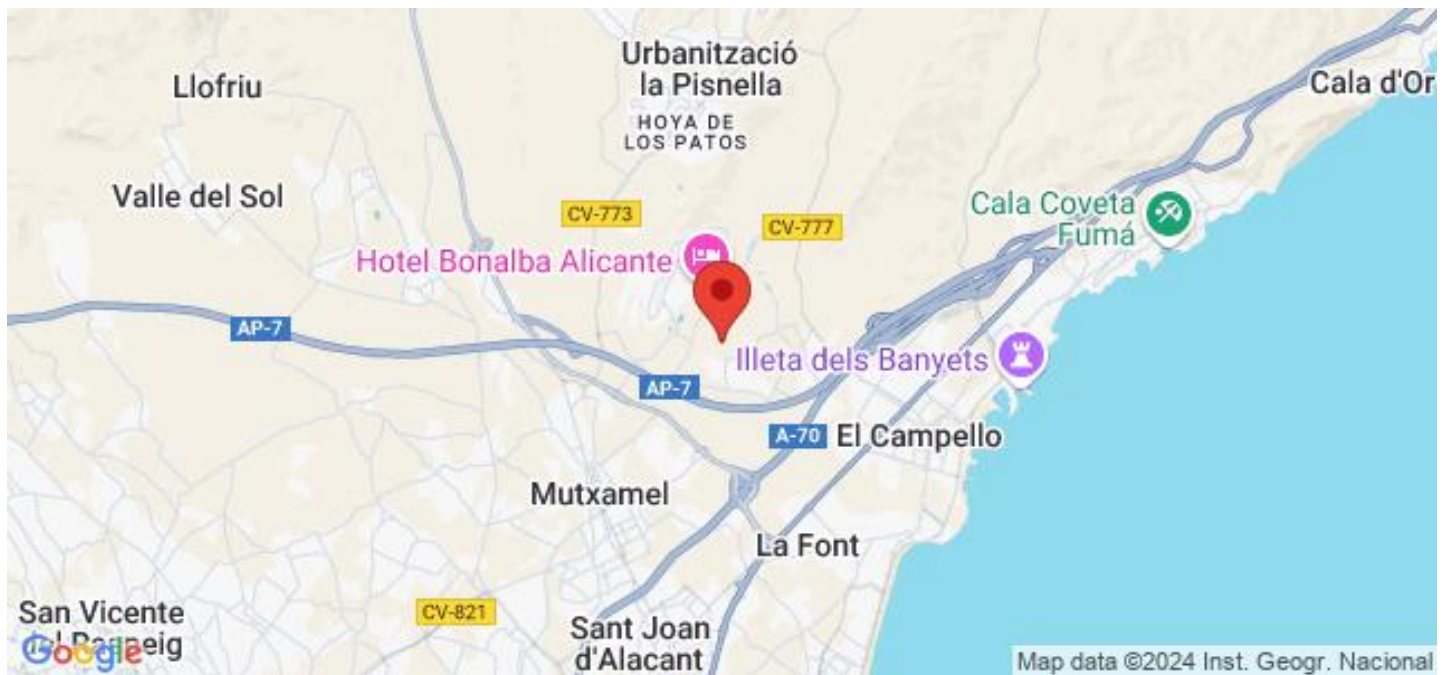 Urbanització
la Pisnella
Llofriu
Cala d'Or
HOYA DE
LOS PATOS
Valle del Sol
CV-773
CV-777
Cala Coveta
Fumá
Hotel Bonalba Alicante
AP-7
Illeta dels Banyets
AP-7
A-70
El Campello
Mutxamel
La Font
San Vicente
CV-821
Sant Joan
d'Alacant
Google
Map data ©2024 Inst. Geogr. Nacional